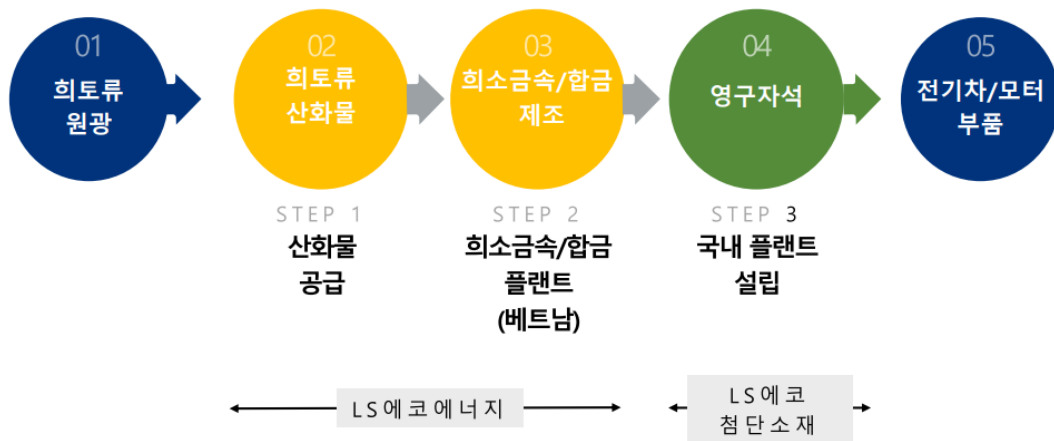 01
희토류
원광
02
희토류
산화물
03
희소금속/합금
제조
04
영구자석
05
전기차/모터
부품
STEP 1
산화물
공급
STEP 2
희소금속/합금
플랜트
(베트남)
STEP 3
국내 플랜트
설립
LS에코에너지
LS에코
첨단소재